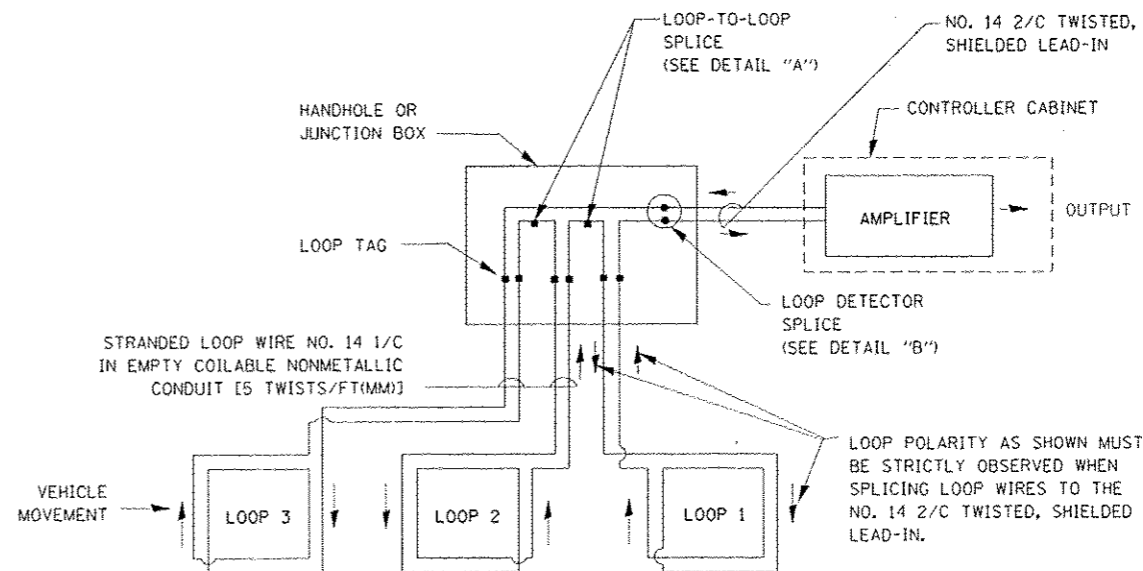 LOOP-TO-LOOP
SPLICE
(SEE DETAIL "A")
NO. 14 2/C TWISTED,
SHIELDED LEAD-IN
HANDHOLE OR
JUNCTION BOX
CONTROLLER CABINET
AMPLIFIER
OUTPUT
LOOP TAG
LOOP DETECTOR
SPLICE
(SEE DETAIL "B")
STRANDED LOOP WIRE NO. 14 1/C
IN EMPTY COILABLE NONMETALLIC
CONDUIT [5 TWISTS/FT(MM)]
LOOP POLARITY AS SHOWN MUST
BE STRICTLY OBSERVED WHEN
SPLICING LOOP WIRES TO THE
NO. 14 2/C TWISTED, SHIELDED
LEAD-IN.
VEHICLE
MOVEMENT
LOOP 3
LOOP 2
LOOP 1